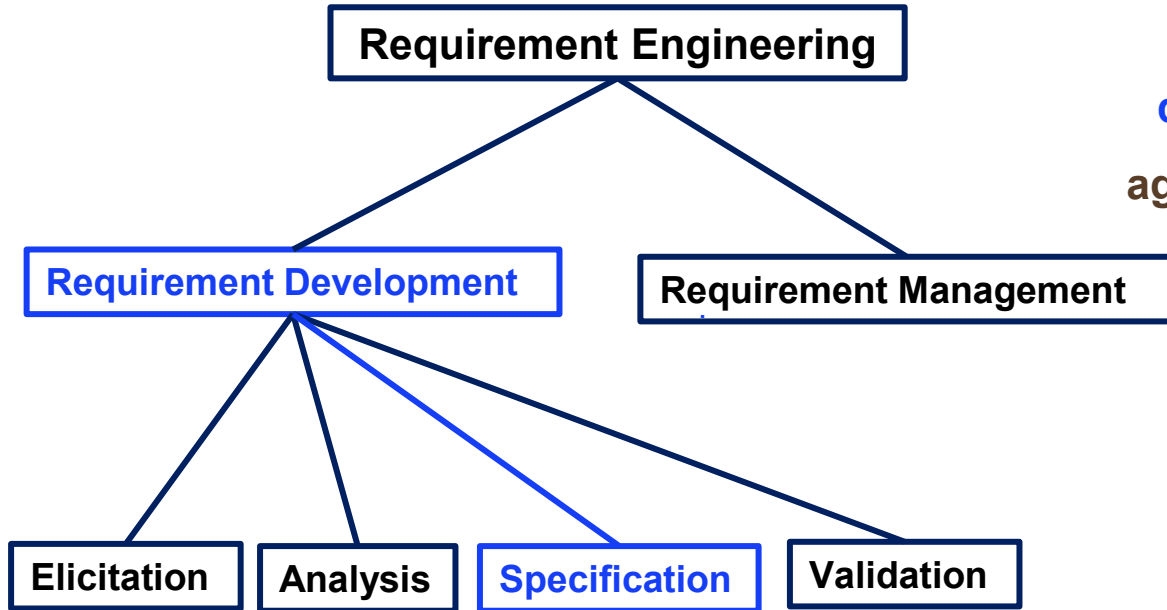 Requirement Engineering
ag
Requirement Development
Requirement Management
Elicitation
Analysis
Specification
Validation